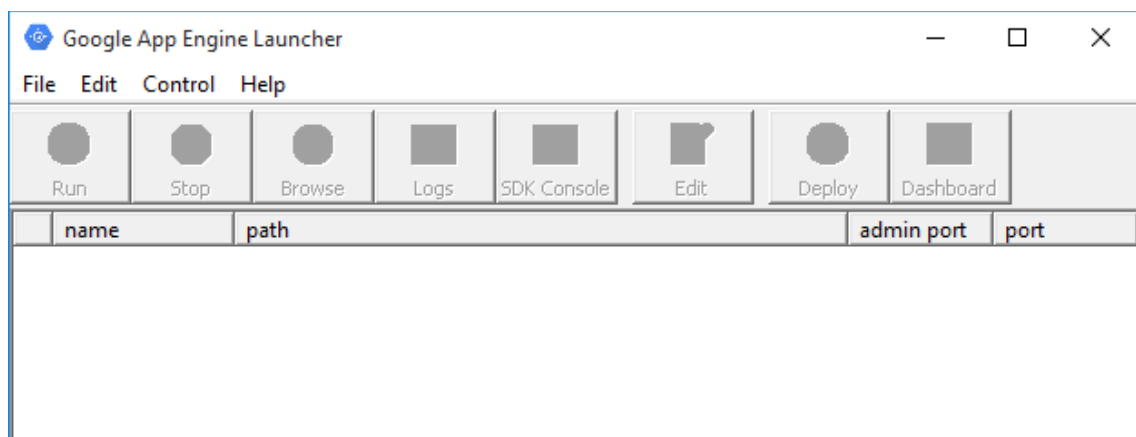 Google App Engine Launcher
File Edit Control Help
Run Stop Browse Logs SDK Console Edit Deploy Dashboard
name path admin port port